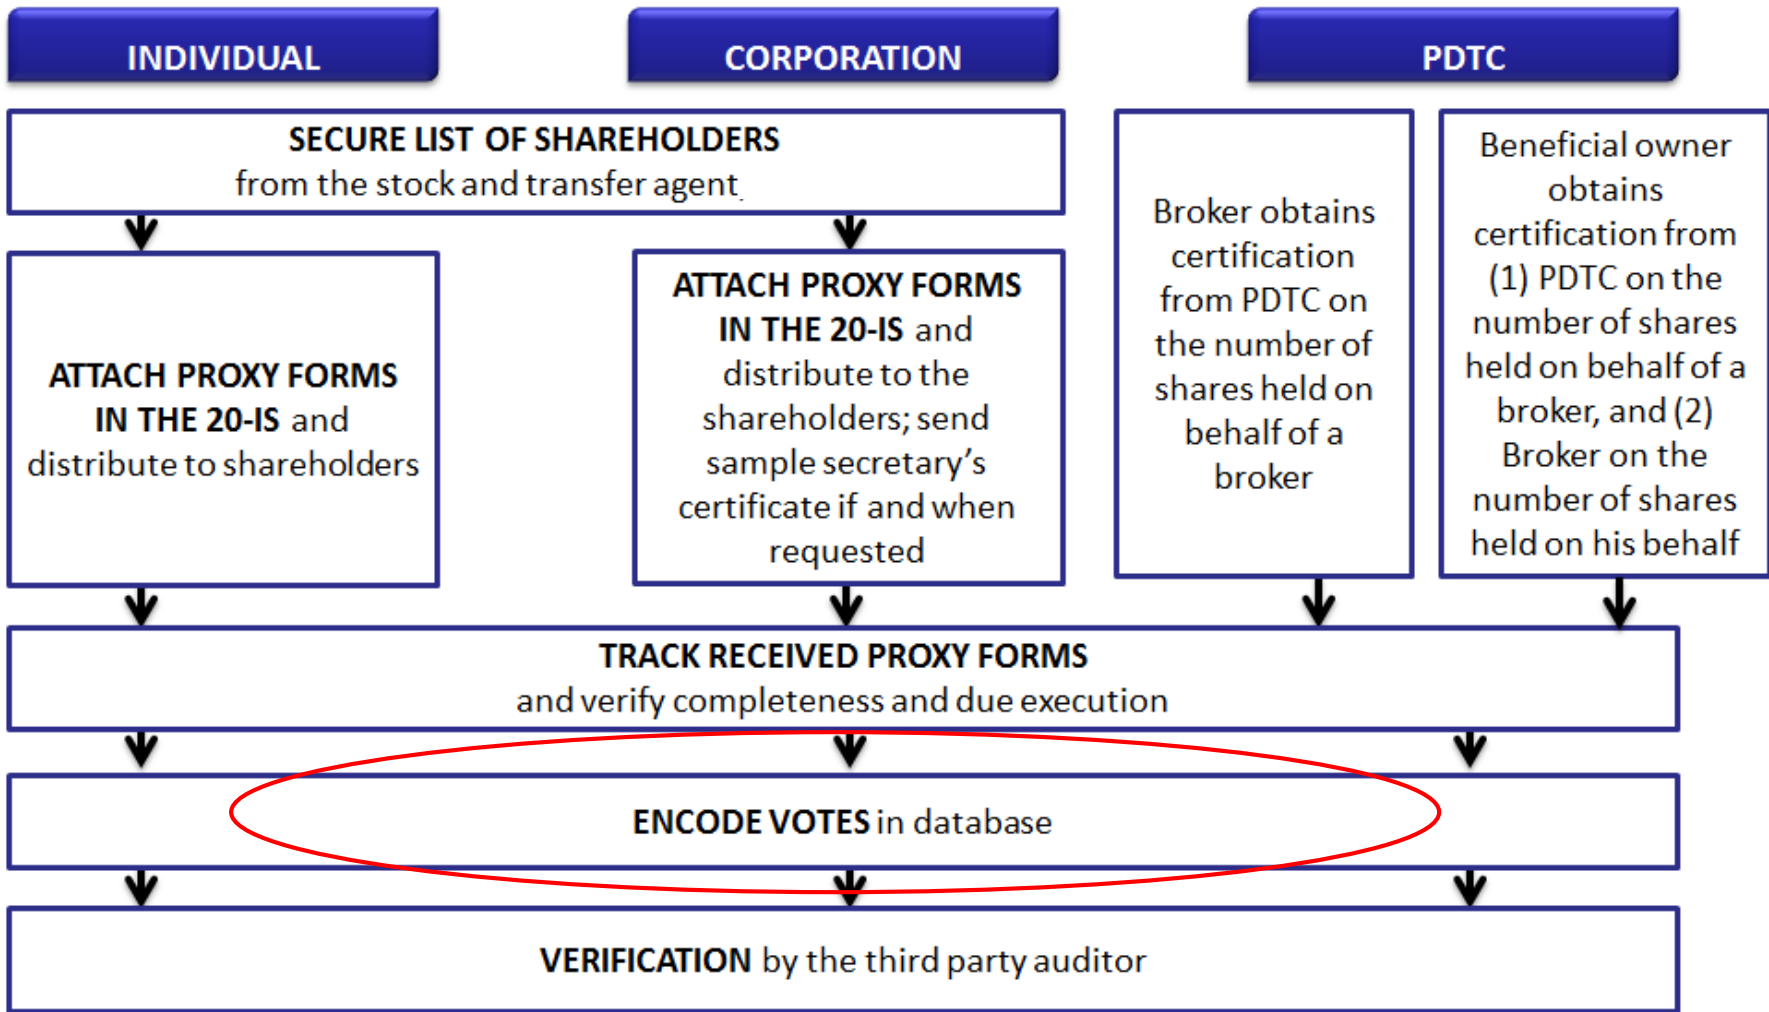 INDIVIDUAL
CORPORATION
PDTC
SECURE LIST OF SHAREHOLDERS
from the stock and transfer agent.
ATTACH PROXY FORMS
IN THE 20-IS and
distribute to shareholders
ATTACH PROXY FORMS
IN THE 20-IS and
distribute to the
shareholders; send
sample secretary’s
certificate if and when
requested
Broker obtains
certification
from PDTC on
the number of
shares held on
behalf of a
broker
Beneficial owner
obtains
certification from
(1) PDTC on the
number of shares
held on behalf of a
broker, and (2)
Broker on the
number of shares
held on his behalf
TRACK RECEIVED PROXY FORMS
and verify completeness and due execution
ENCODE VOTES in database
VERIFICATION by the third party auditor